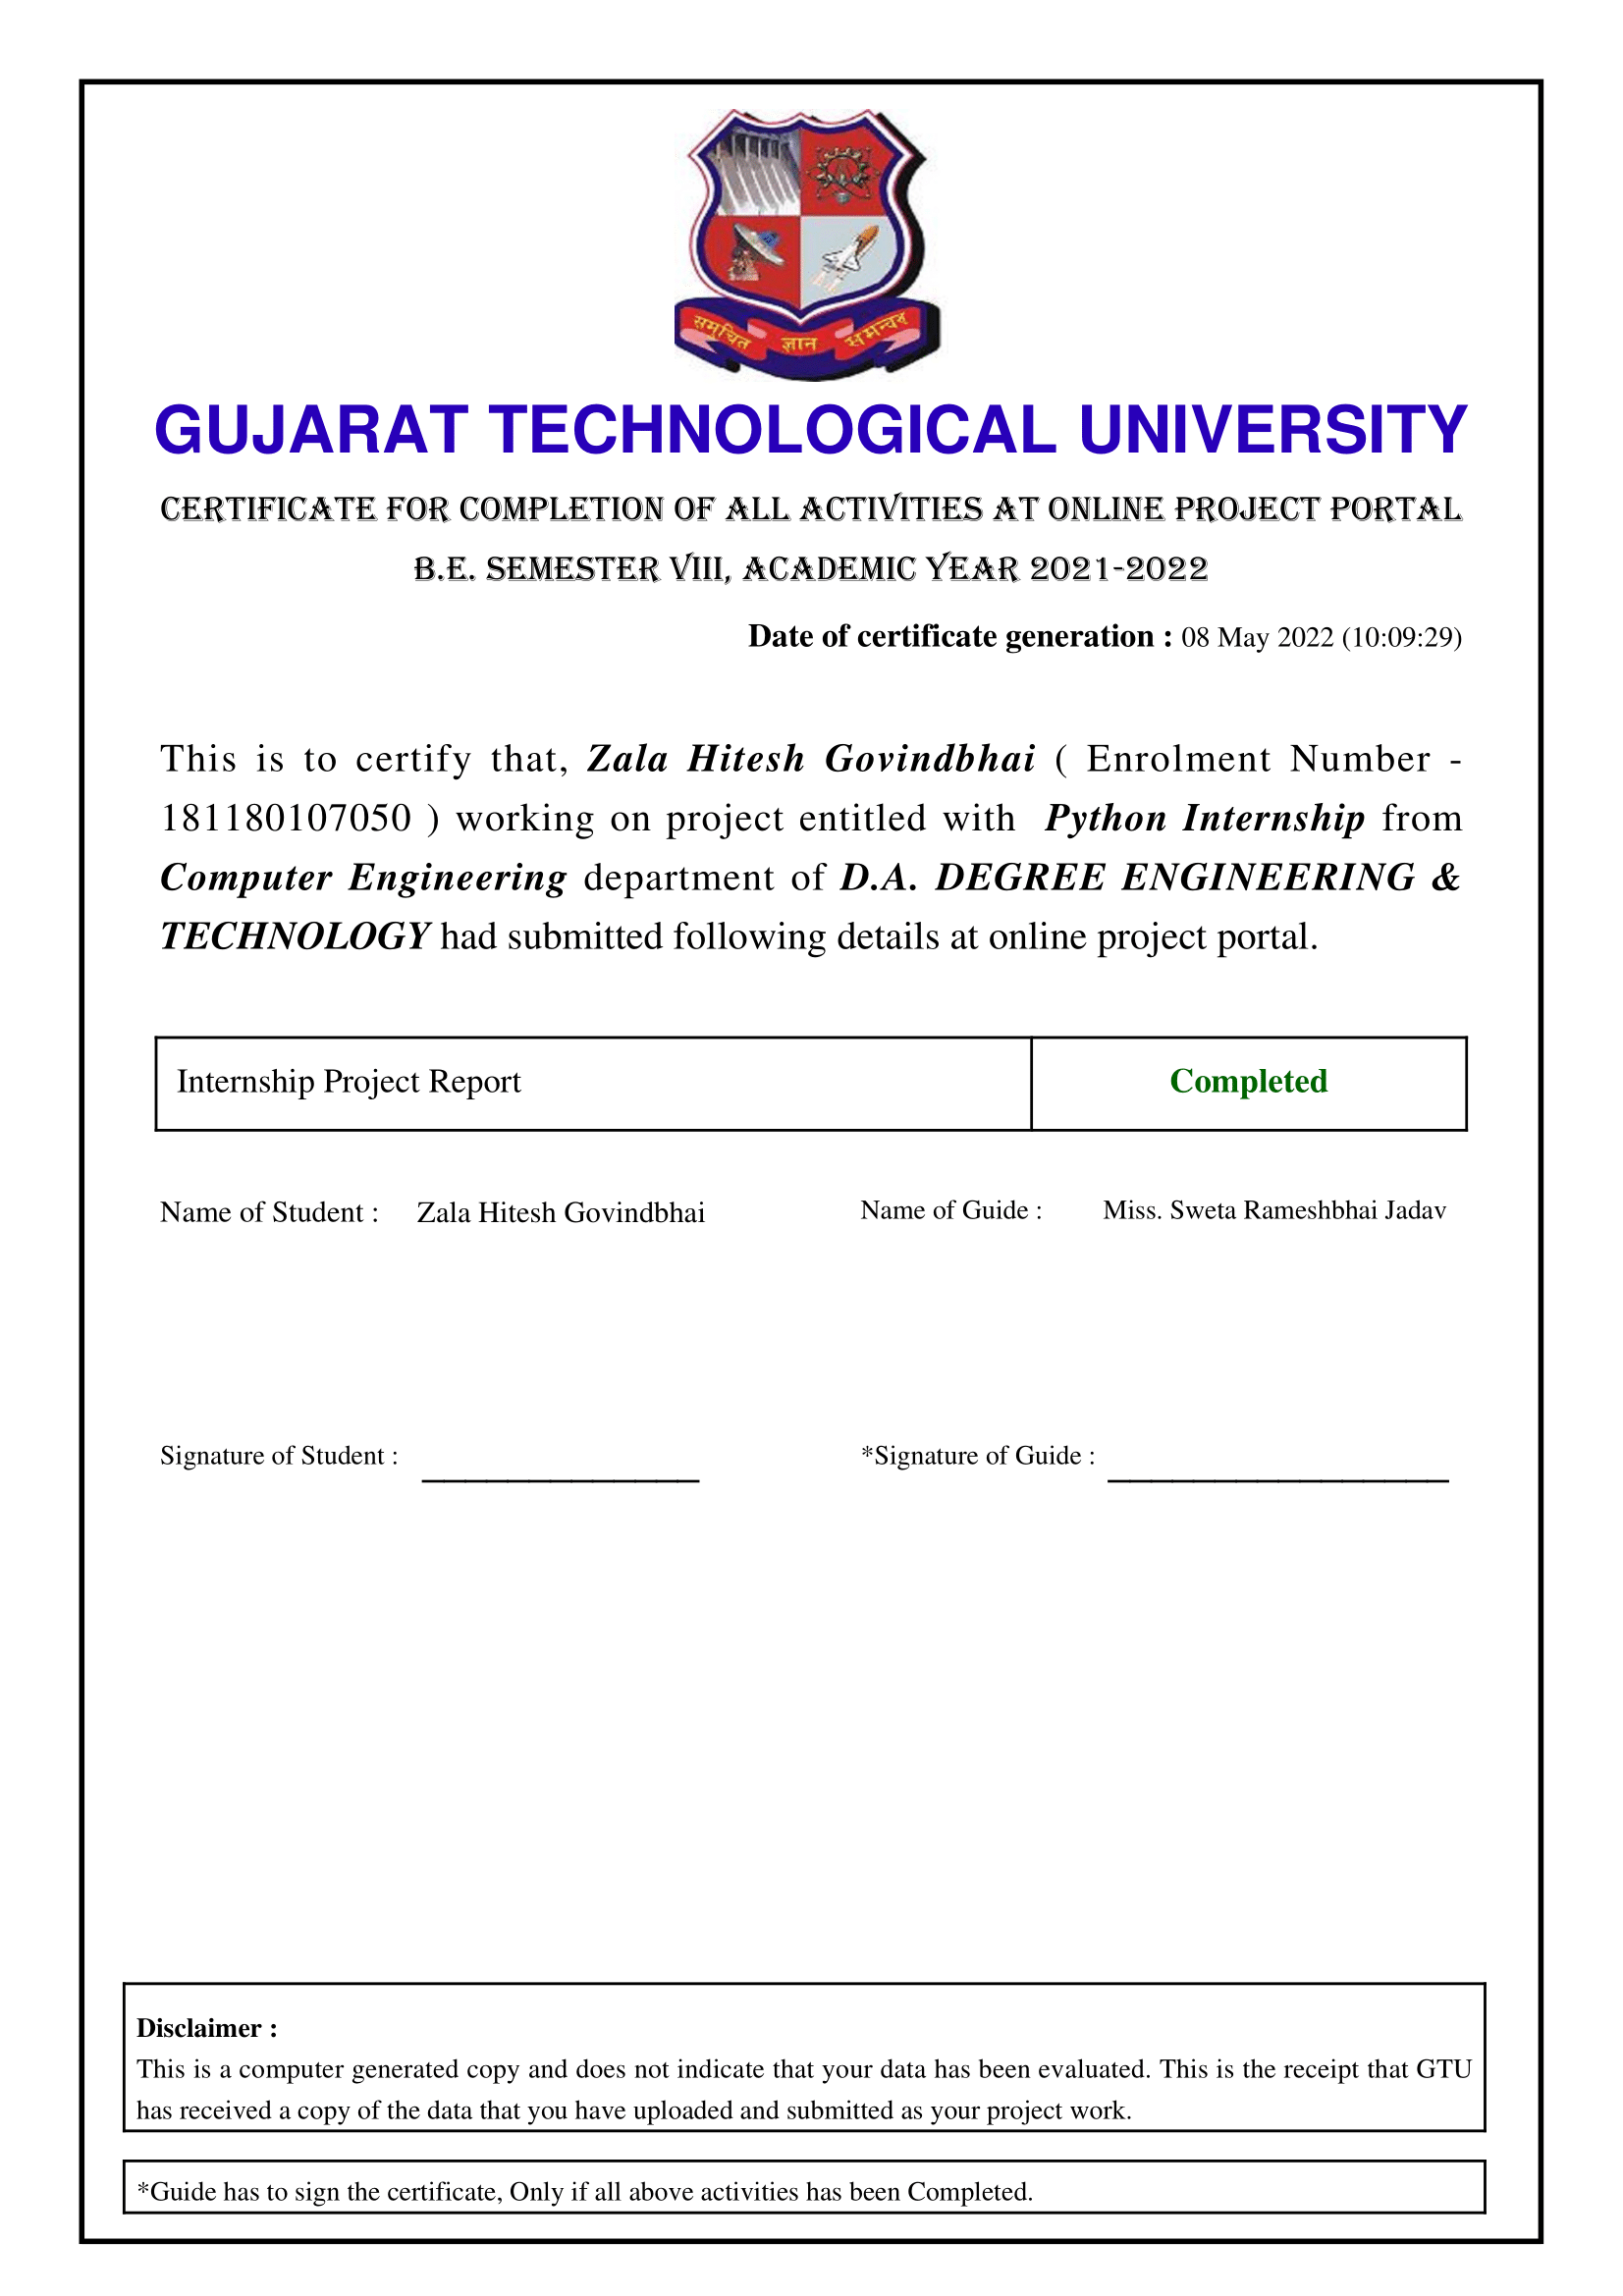 समुचित ज्ञान समन्वय
GUJARAT TECHNOLOGICAL UNIVERSITY
CERTIFICATE FOR COMPLETION OF ALL ACTIVITIES AT ONLINE PROJECT PORTAL
B.E. SEMESTER VIII, ACADEMIC YEAR 2021-2022
Date of certificate generation : 08 May 2022 (10:09:29)
This is to certify that, Zala Hitesh Govindbhai ( Enrolment Number -
181180107050 ) working on project entitled with Python Internship from
Computer Engineering department of D.A. DEGREE ENGINEERING &
TECHNOLOGY had submitted following details at online project portal.
Internship Project Report Completed
Name of Student : Zala Hitesh Govindbhai Name of Guide : Miss. Sweta Rameshbhai Jadav
Signature of Student : *Signature of Guide :
Disclaimer :
This is a computer generated copy and does not indicate that your data has been evaluated. This is the receipt that GTU
has received a copy of the data that you have uploaded and submitted as your project work.
*Guide has to sign the certificate, Only if all above activities has been Completed.